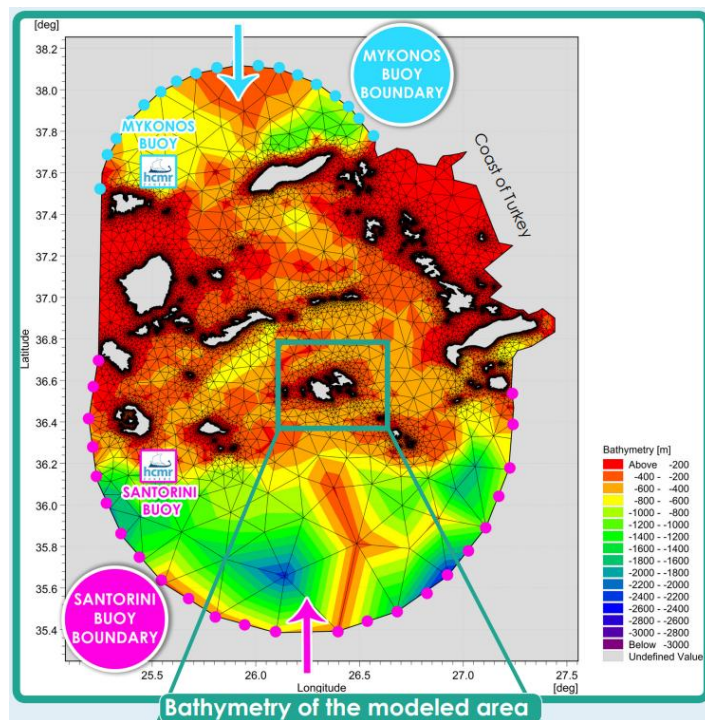 [deg]
38.2
38.0
37.8
37.6
37.4
37.2
37.0
36.8
36.6
36.4
36.2
36.0
35.8
35.6
35.4
Latitude
MYKONOS
BUOY
BOUNDARY
MYKONOS
BUOY
hcmr
Coast of Turkey
hcmr
SANTORINI
BUOY
SANTORINI
BUOY
BOUNDARY
25.5
26.0
26.5
27.0
27.5
Longitude
[deg]
Bathymetry [m]
Above -200
-400 - -200
-600 - -400
-800 - -600
-1000 - -800
-1200 - -1000
-1400 - -1200
-1600 - -1400
-1800 - -1600
-2000 - -1800
-2200 - -2000
-2400 - -2200
-2600 - -2400
-2800 - -2600
-3000 - -2800
Below -3000
Undefined Value
Bathymetry of the modeled area